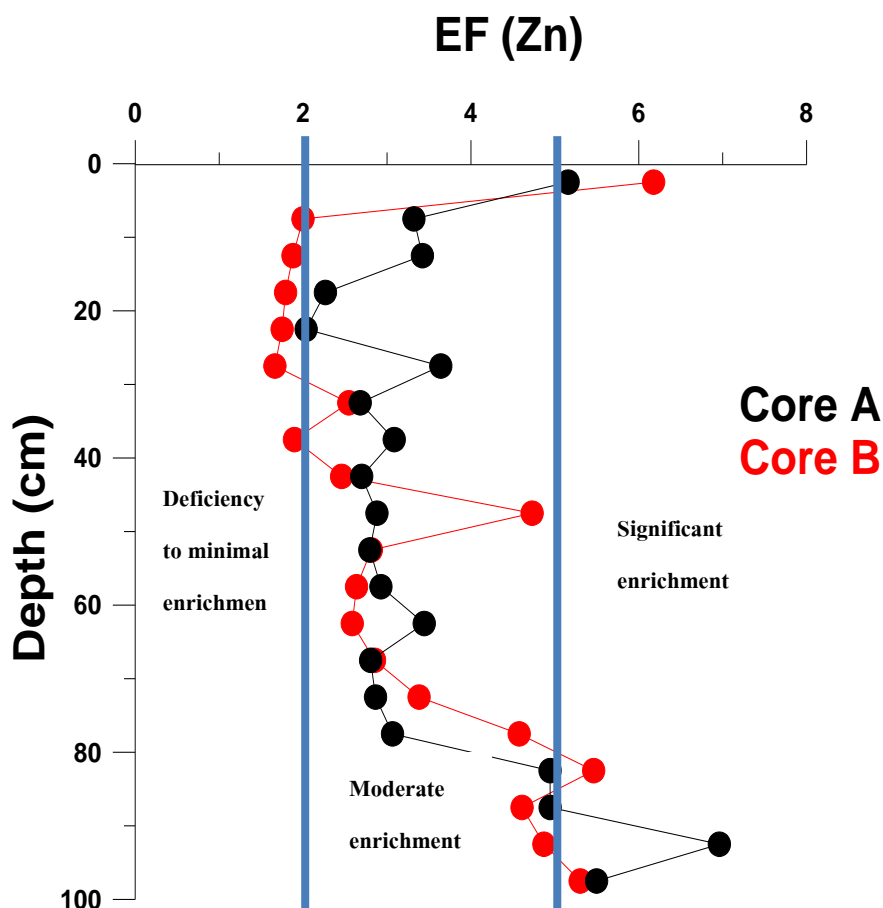 EF (Zn)
0 2 4 6 8
0
20
40
60
80
100
Depth (cm)
Core A
Core B
Deficiency
to minimal
enrichmen
Significant
enrichment
Moderate
enrichment